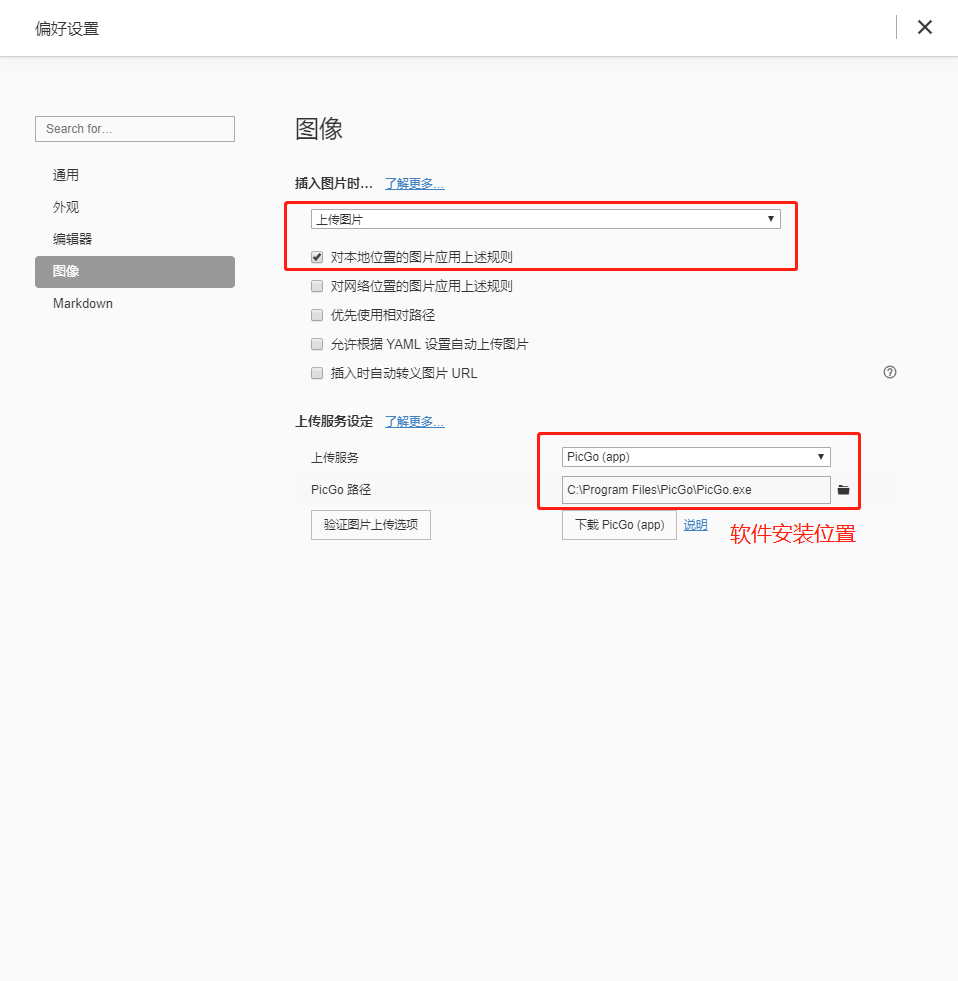 偏好设置
Search for...
通用
外观
编辑器
图像
Markdown
图像
插入图片时... 了解更多...
上传图片
对本地位置的图片应用上述规则
对网络位置的图片应用上述规则
优先使用相对路径
允许根据 YAML 设置自动上传图片
插入时自动转义图片 URL
上传服务设定 了解更多...
上传服务 PicGo (app)
PicGo 路径 C:\Program Files\PicGo\PicGo.exe
验证图片上传选项 下载 PicGo (app) 说明
软件安装位置